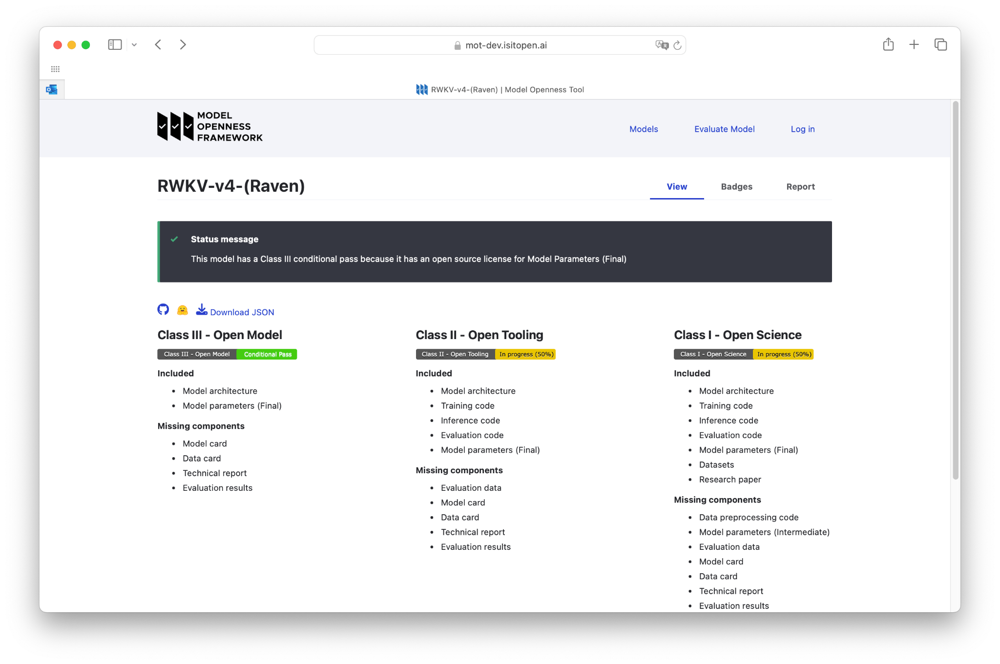 mot-dev.isitopen.ai
RWKV-v4-(Raven) | Model Openness Tool
MODEL
OPENNESS
FRAMEWORK
Models
Evaluate Model
Log in
RWKV-v4-(Raven)
View
Badges
Report
Status message
This model has a Class III conditional pass because it has an open source license for Model Parameters (Final)
Download JSON
Class III - Open Model
Class III - Open Model Conditional Pass
Included
Model architecture
Model parameters (Final)
Missing components
Model card
Data card
Technical report
Evaluation results
Class II - Open Tooling
Class II - Open Tooling In progress (50%)
Included
Model architecture
Training code
Inference code
Evaluation code
Model parameters (Final)
Missing components
Evaluation data
Model card
Data card
Technical report
Evaluation results
Class I - Open Science
Class I - Open Science In progress (50%)
Included
Model architecture
Training code
Inference code
Evaluation code
Model parameters (Final)
Datasets
Research paper
Missing components
Data preprocessing code
Model parameters (Intermediate)
Evaluation data
Model card
Data card
Technical report
Evaluation results